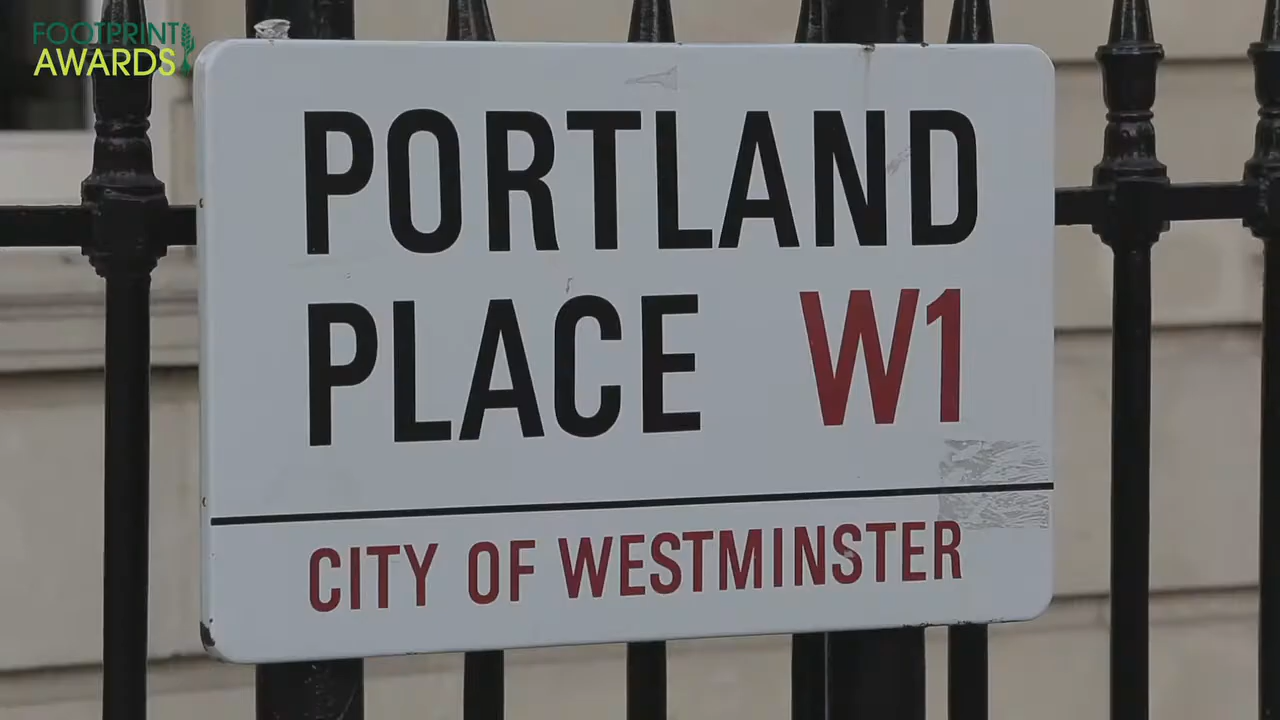 FOOTPRINT
AWARDS
PORTLAND
PLACE W1
CITY OF WESTMINSTER